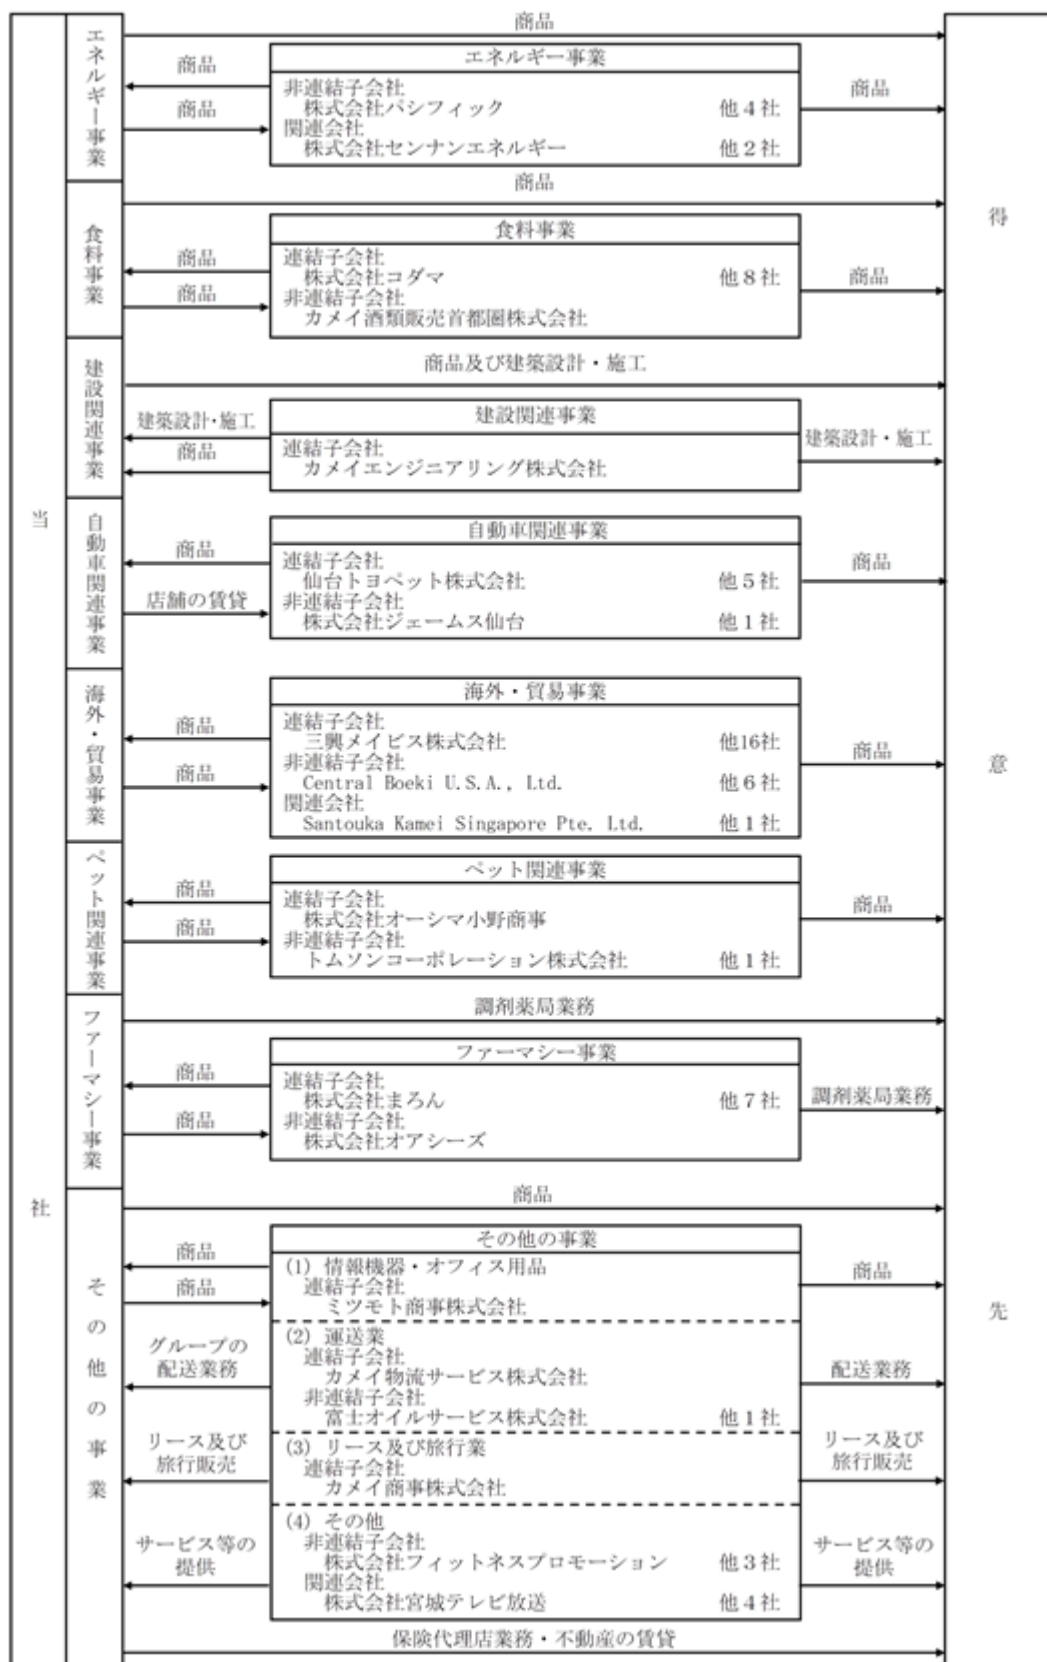 当社
得意先
エネルギー事業
商品
商品
商品
エネルギー事業
非連結子会社
株式会社パシフィック 他4社
関連会社
株式会社センナンエネルギー 他2社
商品
食料事業
商品
商品
商品
食料事業
連結子会社
株式会社コダマ 他8社
非連結子会社
カメイ酒類販売首都圏株式会社
商品
建設関連事業
商品及び建築設計・施工
建築設計・施工
商品
建設関連事業
連結子会社
カメイエンジニアリング株式会社
建築設計・施工
自動車関連事業
商品
店舗の賃貸
自動車関連事業
連結子会社
仙台トヨペット株式会社 他5社
非連結子会社
株式会社ジェームス仙台 他1社
商品
海外・貿易事業
商品
商品
海外・貿易事業
連結子会社
三興メイビス株式会社 他16社
非連結子会社
Central Boeki U.S.A., Ltd. 他6社
関連会社
Santouka Kamei Singapore Pte. Ltd. 他1社
商品
ペット関連事業
商品
商品
ペット関連事業
連結子会社
株式会社オーシマ小野商事
非連結子会社
トムソンコーポレーション株式会社 他1社
商品
ファーマシー事業
調剤薬局業務
商品
商品
ファーマシー事業
連結子会社
株式会社まろん 他7社
非連結子会社
株式会社オアシーズ
調剤薬局業務
その他の事業
商品
商品
商品
その他の事業
(1) 情報機器・オフィス用品
連結子会社
ミツモト商事株式会社
商品
グループの
配送業務
(2) 運送業
連結子会社
カメイ物流サービス株式会社
非連結子会社
富士オイルサービス株式会社 他1社
配送業務
リース及び
旅行販売
(3) リース及び旅行業
連結子会社
カメイ商事株式会社
リース及び
旅行販売
サービス等の
提供
(4) その他
非連結子会社
株式会社フィットネスプロモーション 他3社
関連会社
株式会社宮城テレビ放送 他4社
サービス等の
提供
保険代理店業務・不動産の賃貸